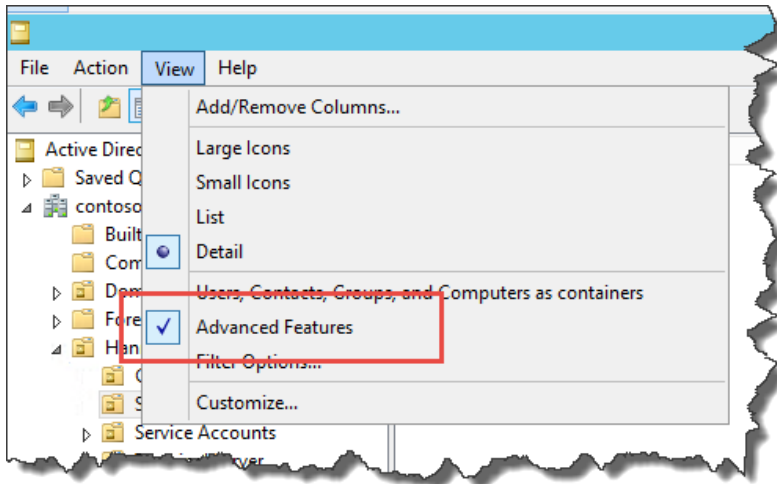 File Action View Help
Add/Remove Columns...
Active Direc
Large Icons
Saved Q
Small Icons
contoso
List
Built
Detail
Com
Users, Contacts, Groups, and Computers as containers
Dom
Advanced Features
Fore
Filter Options...
Han
Customize...
Service Accounts